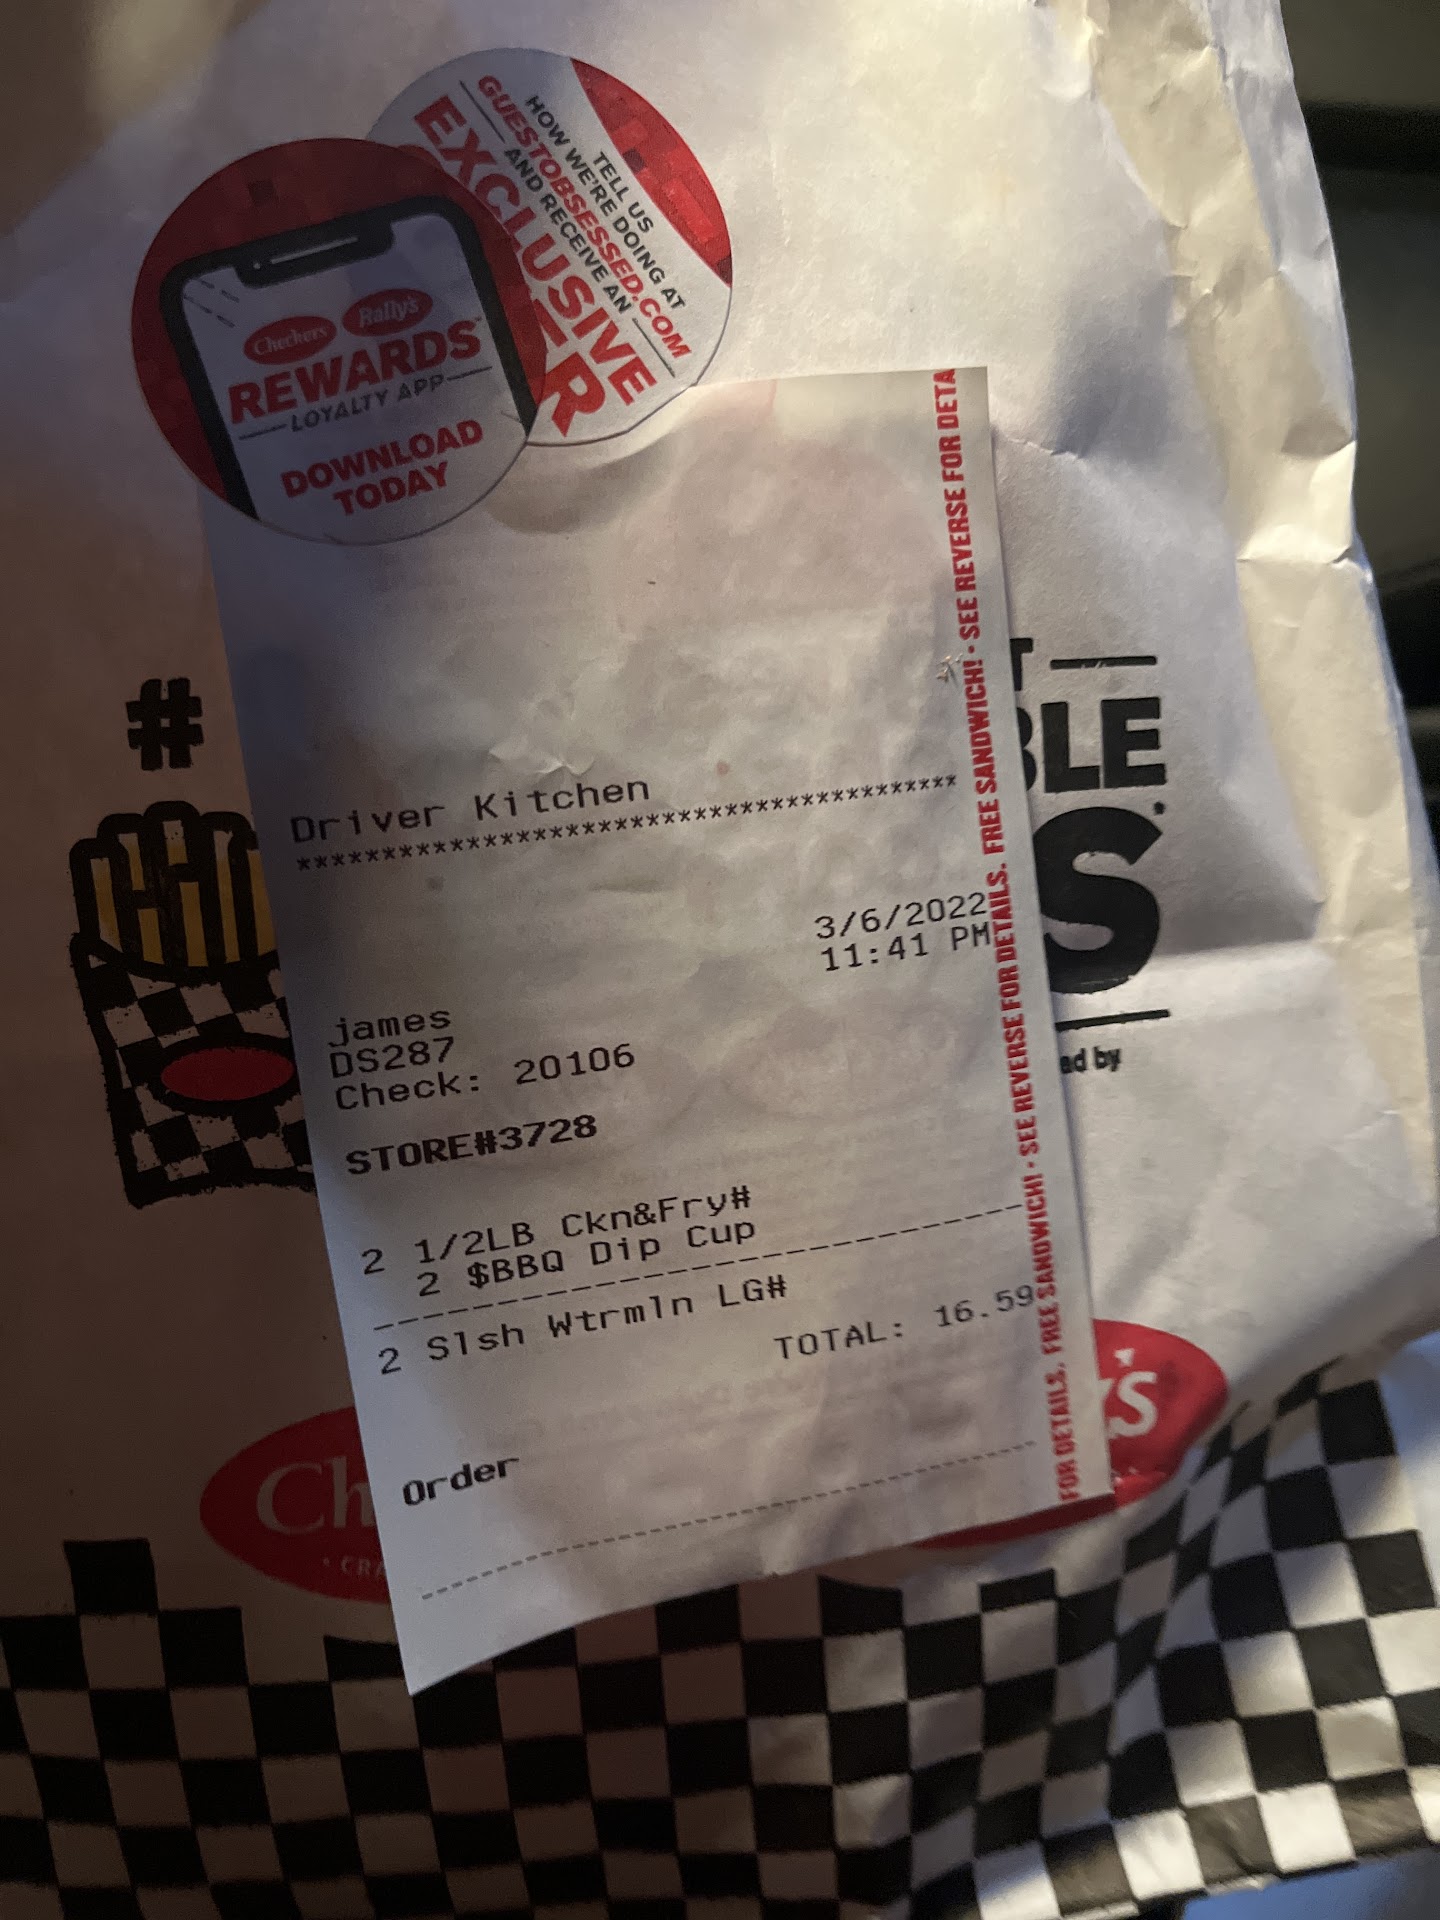 TELL US
HOW WE'RE DOING AT
GUESTOBSESSED.COM
AND RECEIVE AN
EXCLUSIVE
Checkers Rally's
REWARDS
LOYALTY APP
DOWNLOAD
TODAY
SEE REVERSE FOR DETAILS. FREE SANDWICH! • SEE REVERSE FOR DETA
FOR DETAILS. FREE SANDWICH! •
#
Driver Kitchen
***************************************
3/6/2022
11:41 PM
james
DS287
Check: 20106
STORE#3728
2 1/2LB Ckn&Fry#
2 $BBQ Dip Cup
2 Slsh Wtrmln LG#
TOTAL: 16.59
Order